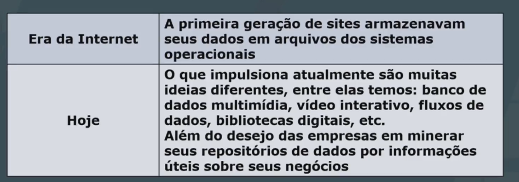 Era da Internet
A primeira geração de sites armazenavam
seus dados em arquivos dos sistemas
operacionais
Hoje
O que impulsiona atualmente são muitas
ideias diferentes, entre elas temos: banco de
dados multimídia, vídeo interativo, fluxos de
dados, bibliotecas digitais, etc.
Além do desejo das empresas em minerar
seus repositórios de dados por informações
úteis sobre seus negócios